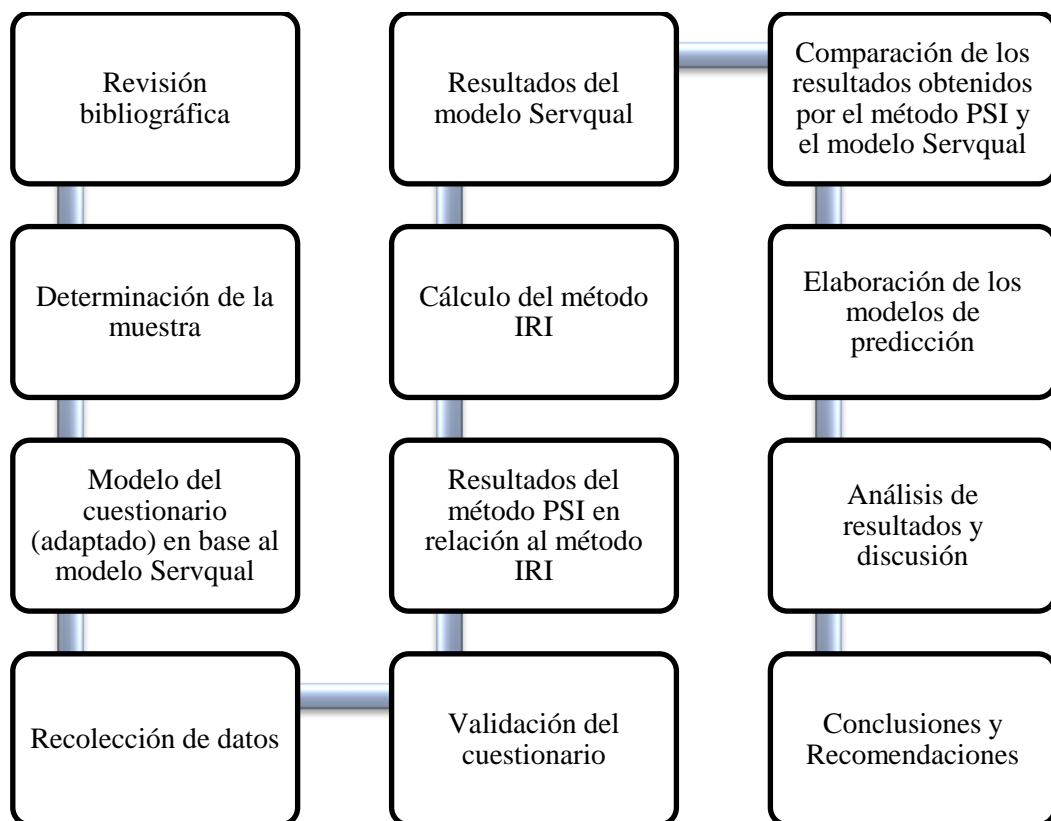 Revisión
bibliográfica
Determinación de la
muestra
Modelo del
cuestionario
(adaptado) en base al
modelo Servqual
Recolección de datos
Validación del
cuestionario
Resultados del
método PSI en
relación al método
IRI
Cálculo del método
IRI
Resultados del
modelo Servqual
Comparación de los
resultados obtenidos
por el método PSI y
el modelo Servqual
Elaboración de los
modelos de
predicción
Análisis de
resultados y
discusión
Conclusiones y
Recomendaciones